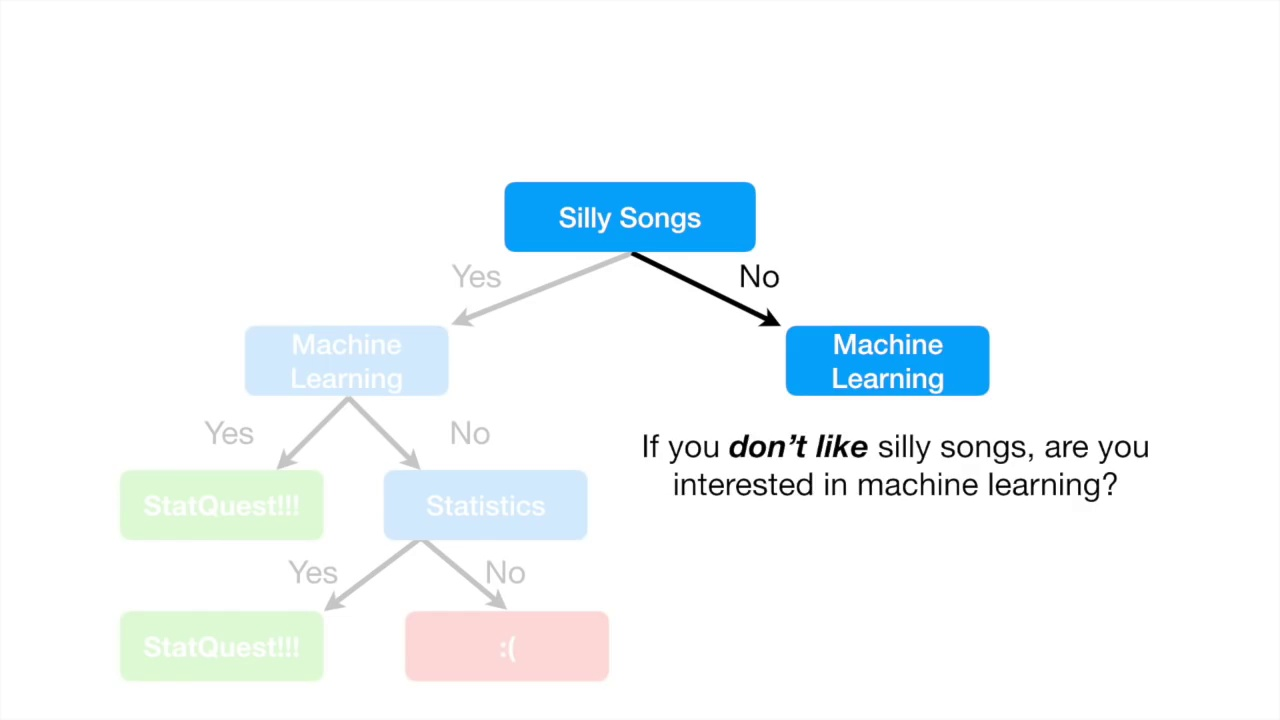 Silly Songs
Yes
No
Machine
Learning
Machine
Learning
Yes
No
If you don't like silly songs, are you
interested in machine learning?
StatQuest!!!
Statistics
Yes
No
StatQuest!!!
:(